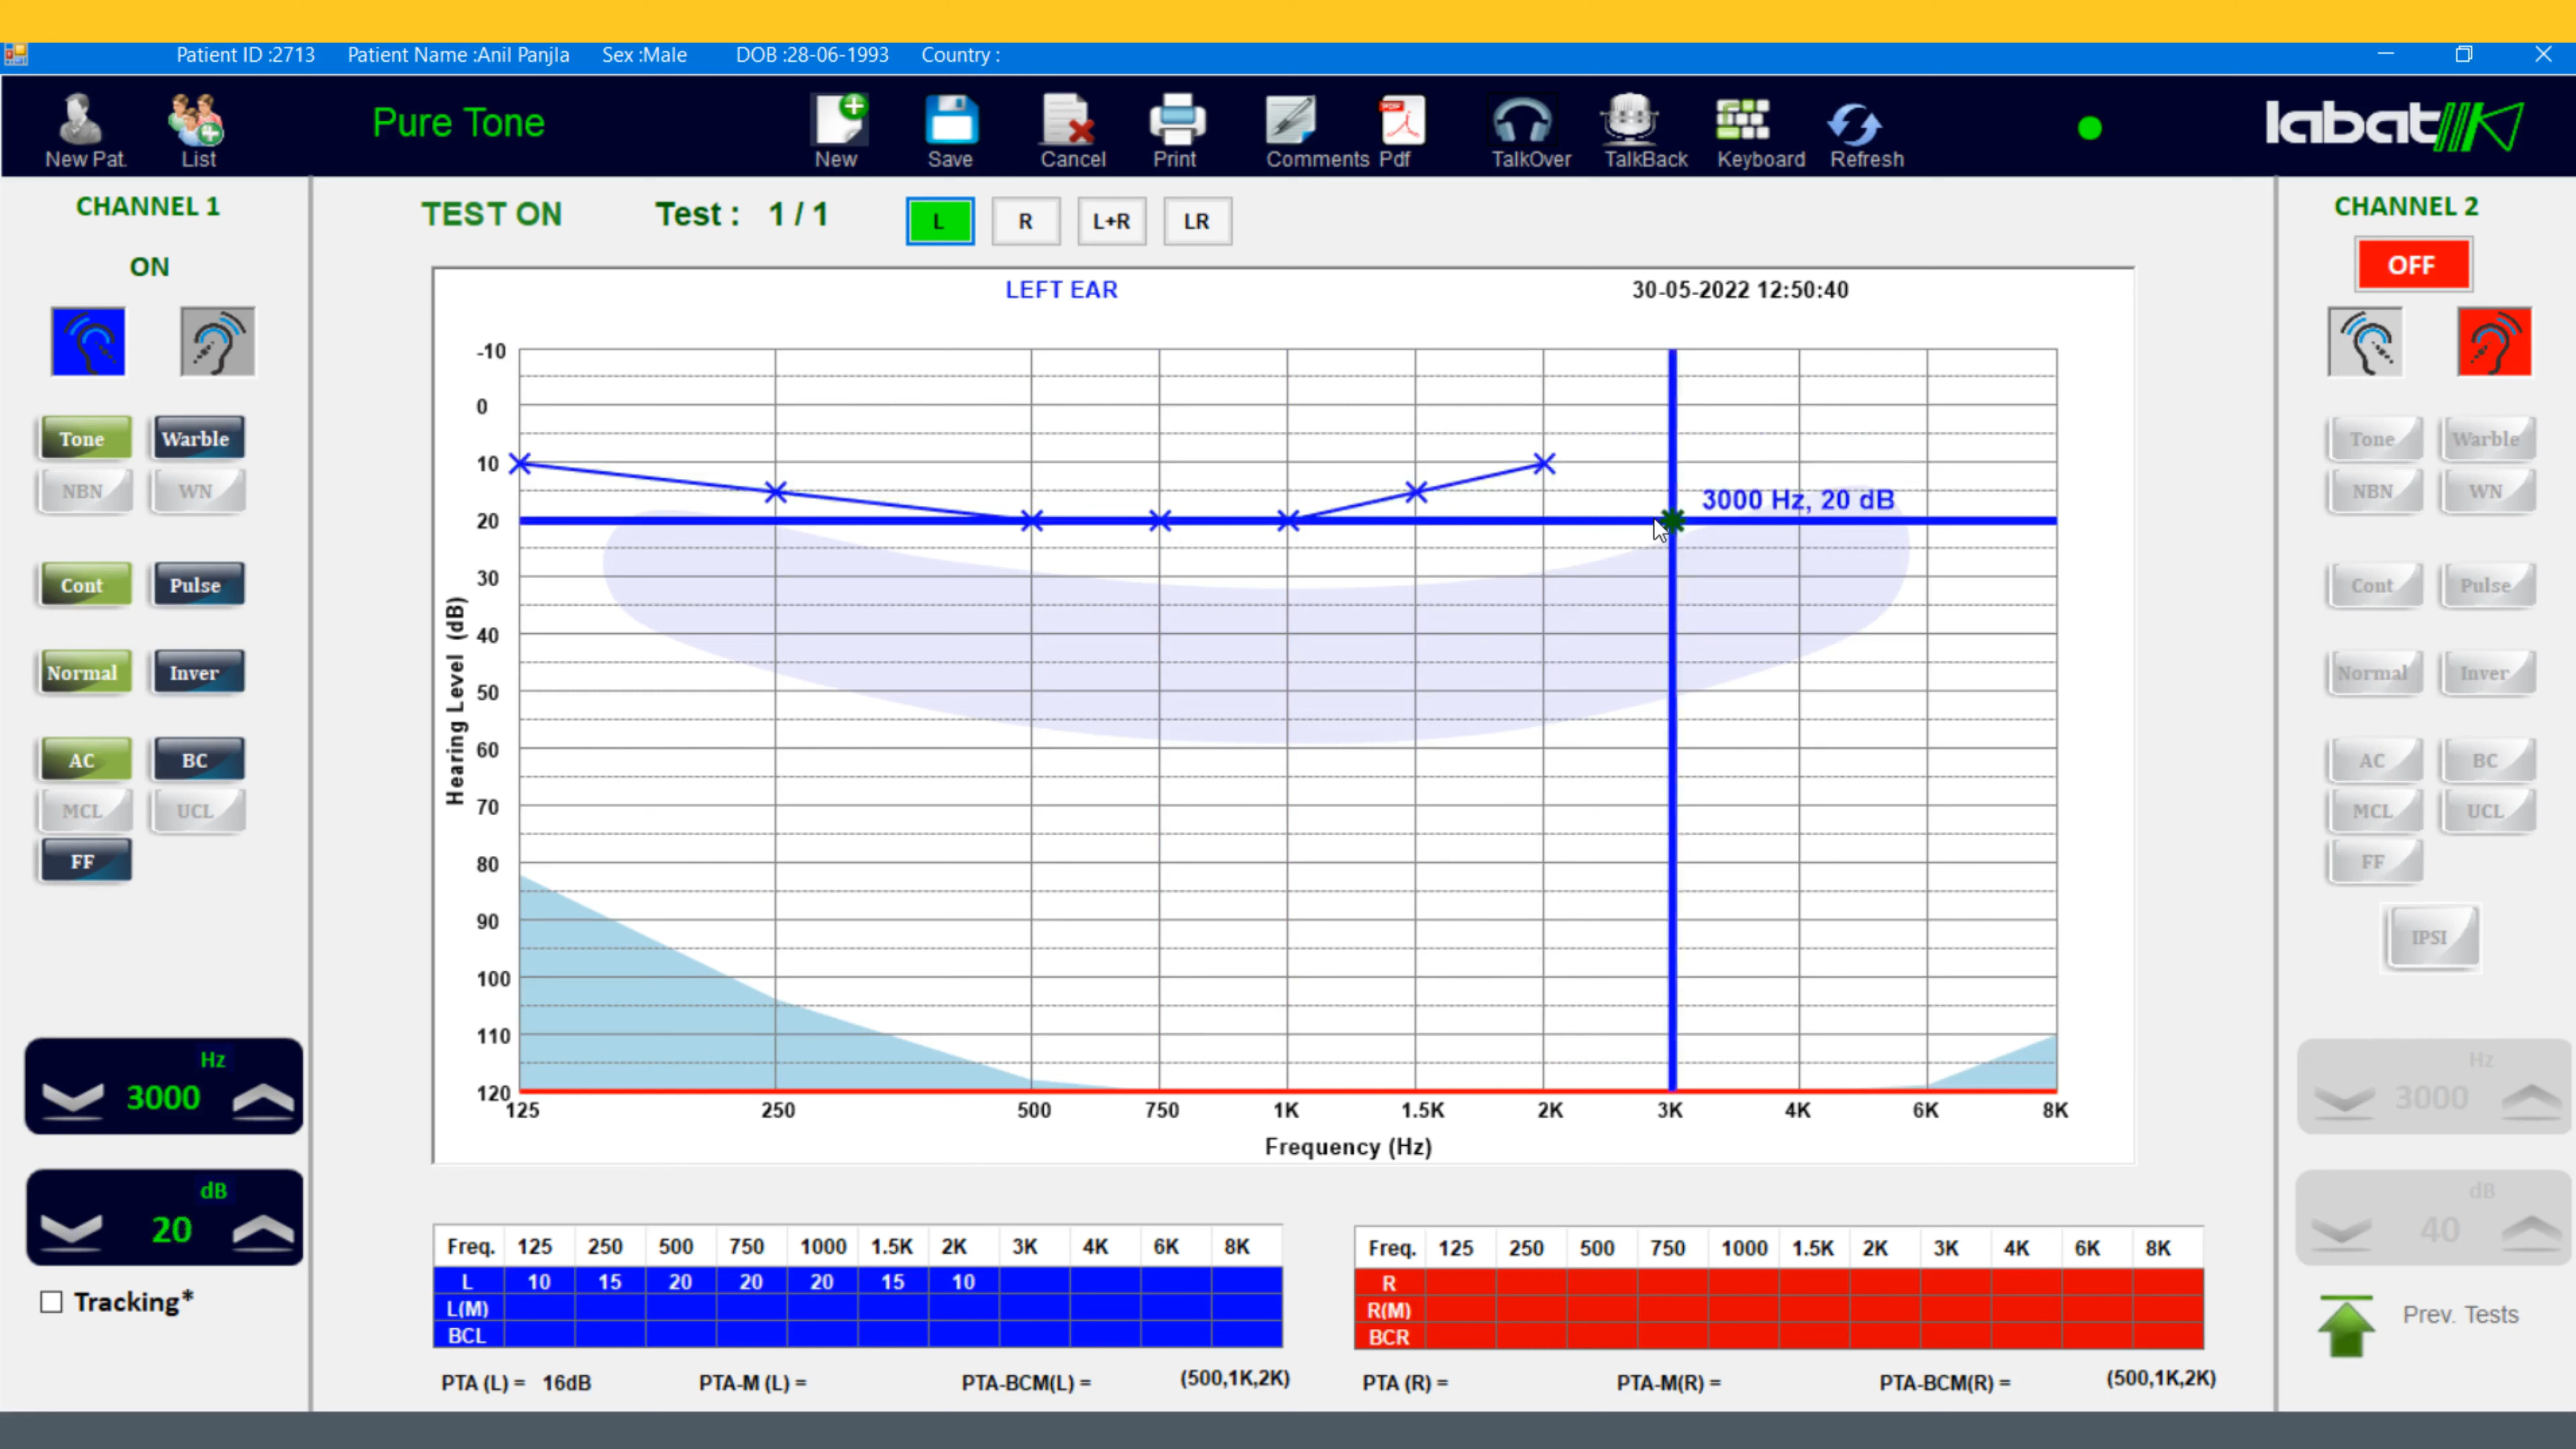 Patient ID :2713 Patient Name :Anil Panjla Sex :Male DOB :28-06-1993 Country :
New Pat. List Pure Tone New Save Cancel Print Comments Pdf TalkOver TalkBack Keyboard Refresh labat
CHANNEL 1
ON
Tone Warble
NBN WN
Cont Pulse
Normal Inver
AC BC
MCL UCL
FF
Hz
3000
dB
20
Tracking*
TEST ON Test : 1 / 1 L R L+R LR
LEFT EAR 30-05-2022 12:50:40
-10
0
10
20
30
40
50
60
70
80
90
100
110
120
Hearing Level (dB)
3000 Hz, 20 dB
125 250 500 750 1K 1.5K 2K 3K 4K 6K 8K
Frequency (Hz)
Freq. 125 250 500 750 1000 1.5K 2K 3K 4K 6K 8K
L 10 15 20 20 20 15 10
L(M)
BCL
PTA (L) = 16dB PTA-M (L) = PTA-BCM(L) = (500,1K,2K)
Freq. 125 250 500 750 1000 1.5K 2K 3K 4K 6K 8K
R
R(M)
BCR
PTA (R) = PTA-M(R) = PTA-BCM(R) = (500,1K,2K)
CHANNEL 2
OFF
Tone Warble
NBN WN
Cont Pulse
Normal Inver
AC BC
MCL UCL
FF
IPSI
Hz
3000
dB
40
Prev. Tests